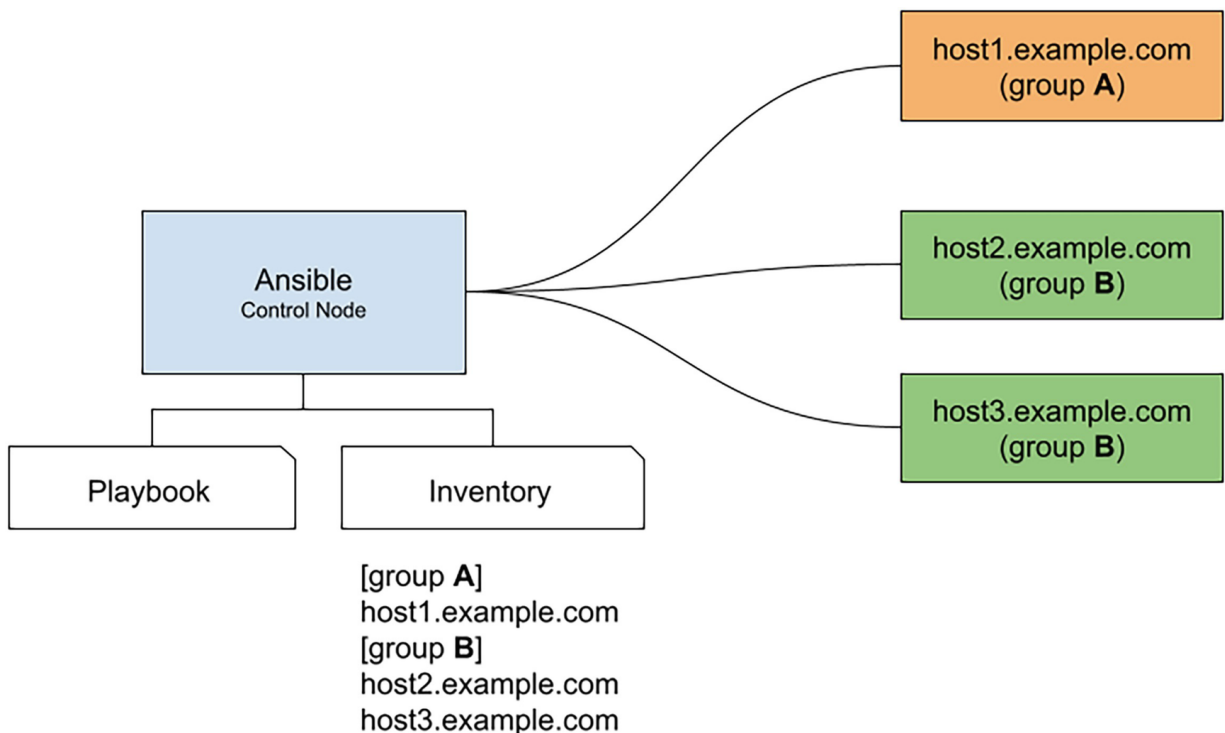 host1.example.com
(group A)
Ansible
Control Node
host2.example.com
(group B)
host3.example.com
(group B)
Playbook
Inventory
[group A]
host1.example.com
[group B]
host2.example.com
host3.example.com